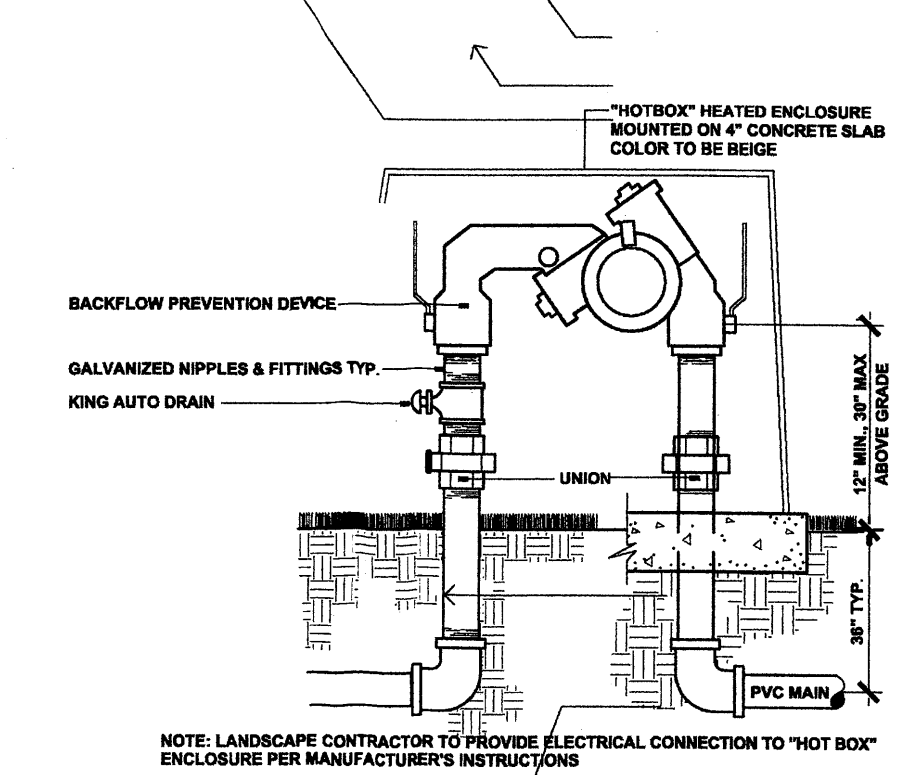 "HOTBOX" HEATED ENCLOSURE
MOUNTED ON 4" CONCRETE SLAB
COLOR TO BE BEIGE
BACKFLOW PREVENTION DEVICE
GALVANIZED NIPPLES & FITTINGS TYP.
KING AUTO DRAIN
12" MIN., 30" MAX
ABOVE GRADE
UNION
36" TYP.
PVC MAIN
NOTE: LANDSCAPE CONTRACTOR TO PROVIDE ELECTRICAL CONNECTION TO "HOT BOX"
ENCLOSURE PER MANUFACTURER'S INSTRUCTIONS